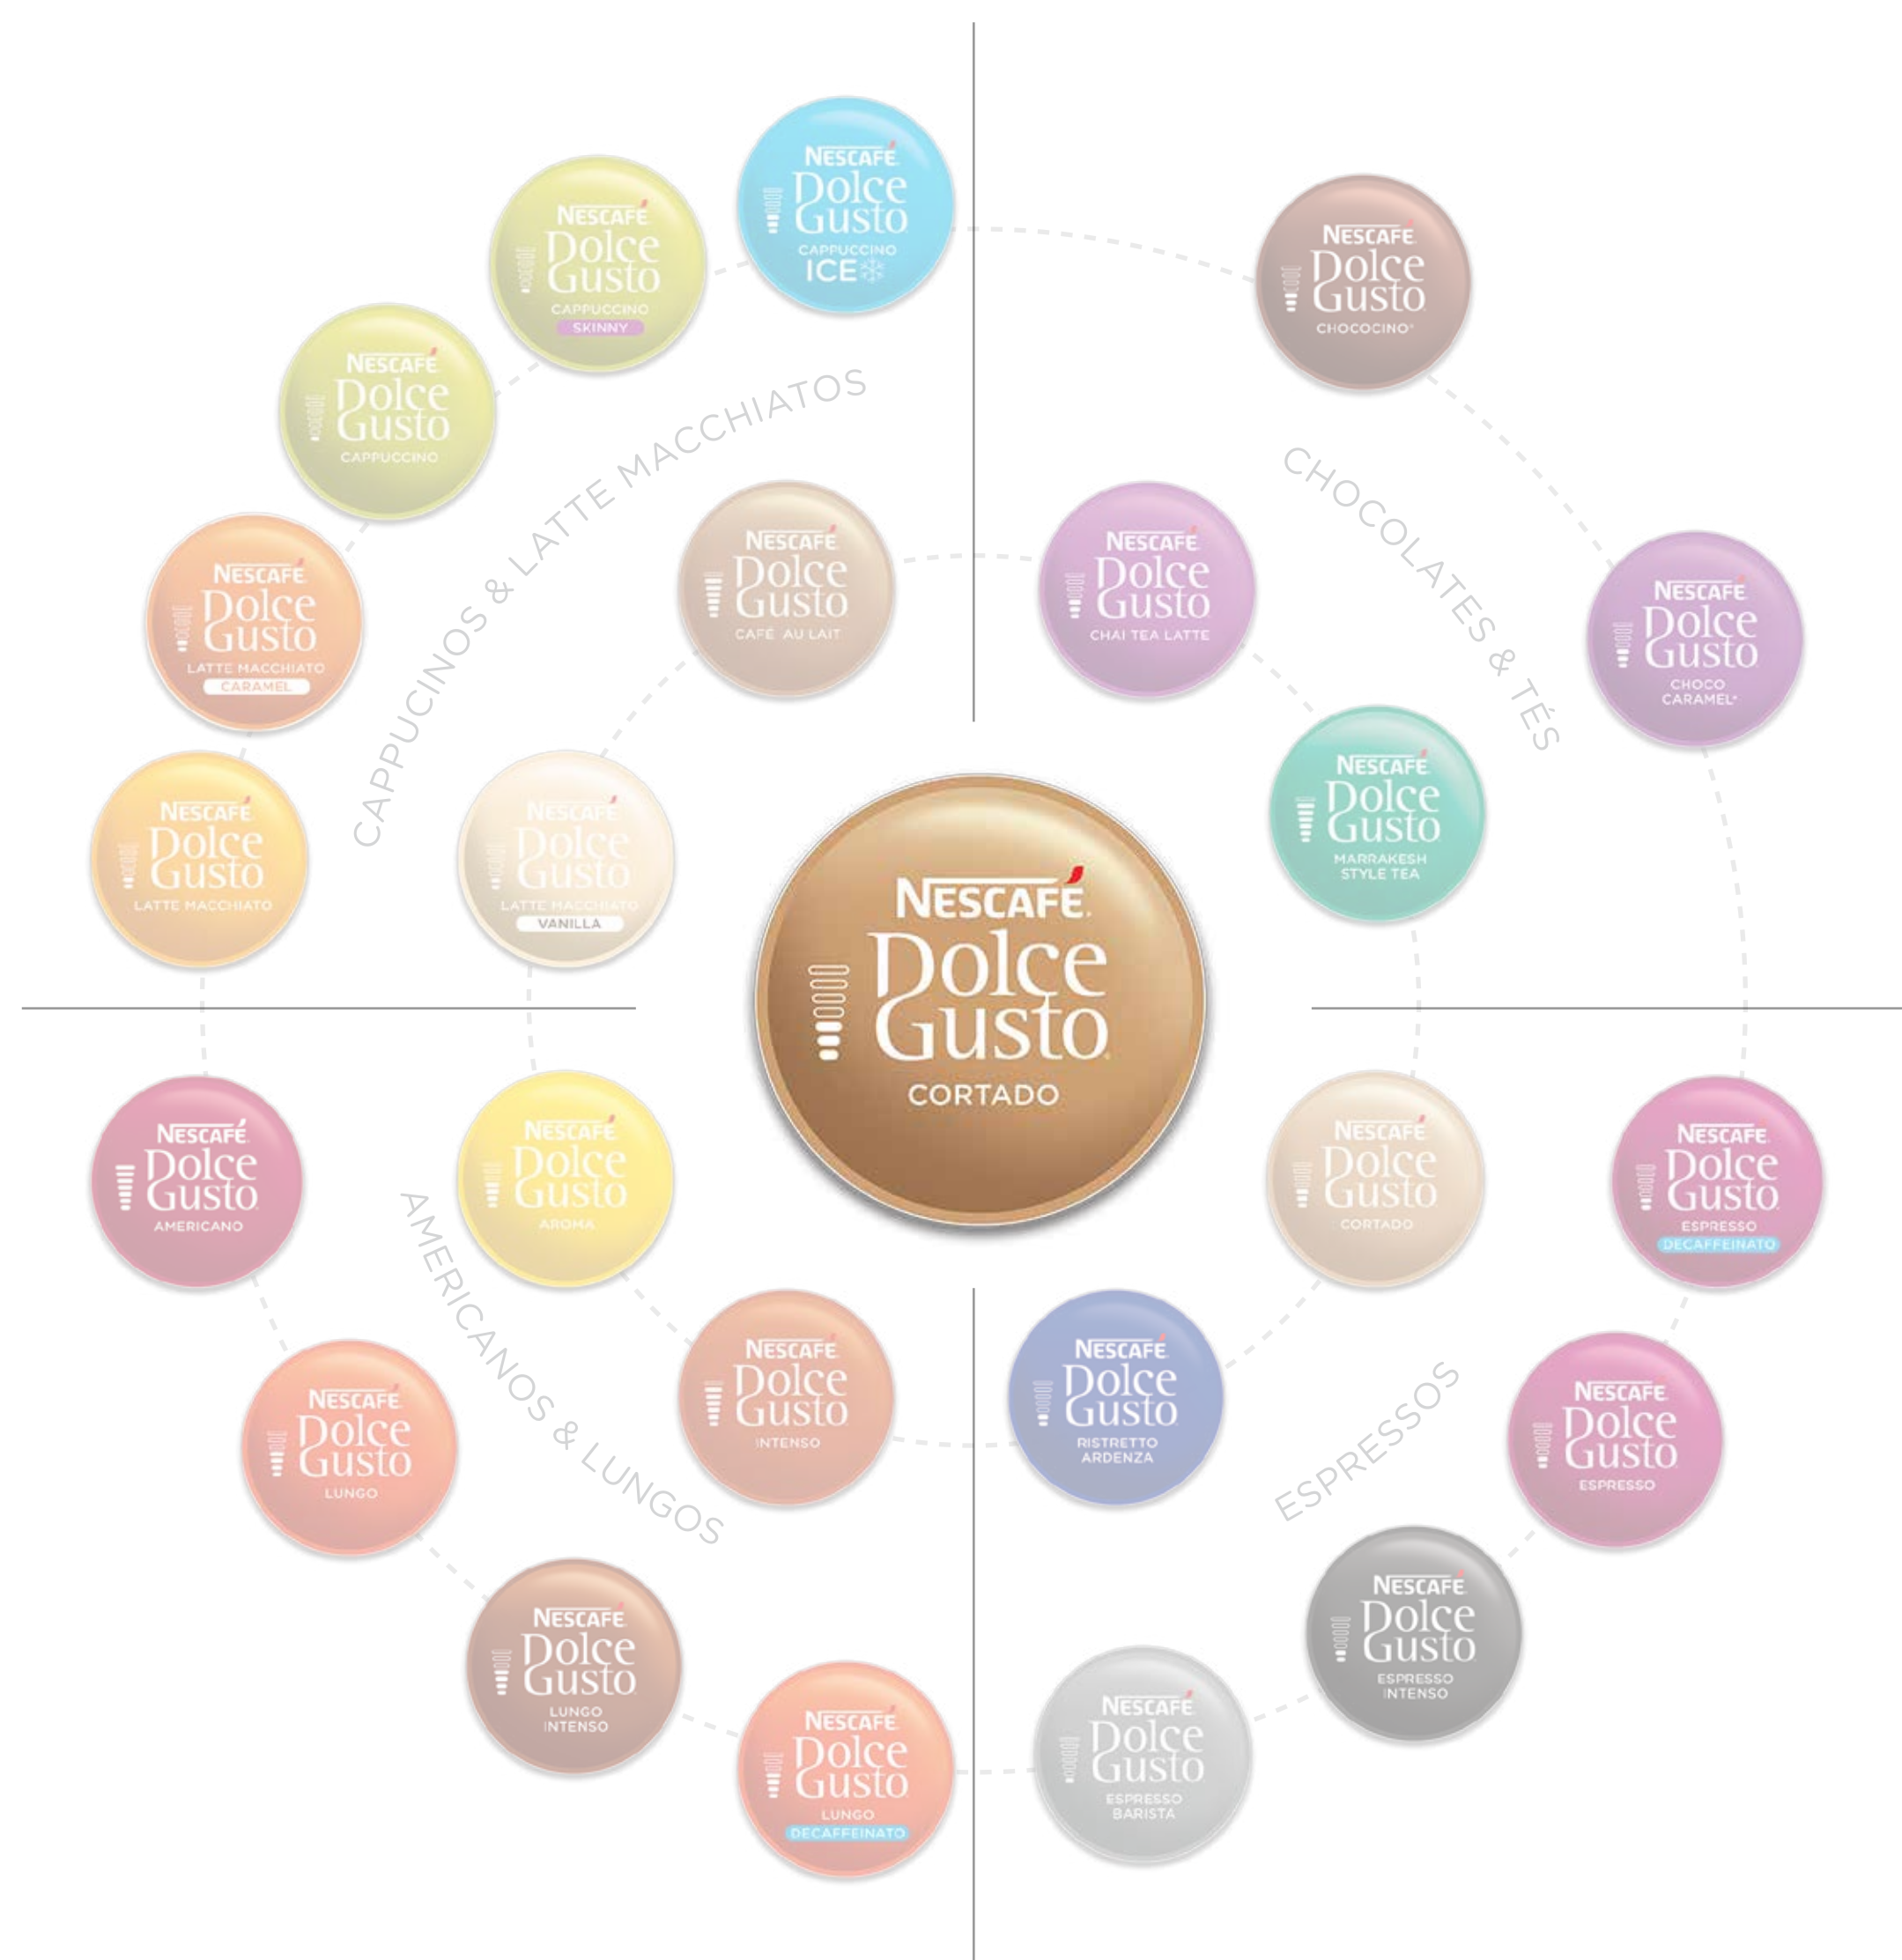 NESCAFÉ
Dolce
Gusto
CAPPUCCINO
ICE
NESCAFÉ
Dolce
Gusto
CAPPUCCINO
SKINNY
NESCAFÉ
Dolce
Gusto
CAPPUCCINO
NESCAFÉ
Dolce
Gusto
LATTE MACCHIATO
CARAMEL
NESCAFÉ
Dolce
Gusto
LATTE MACCHIATO
CAPPUCINOS & LATTE MACCHIATOS
NESCAFÉ
Dolce
Gusto
CAFÉ AU LAIT
NESCAFÉ
Dolce
Gusto
LATTE MACCHIATO
VANILLA
NESCAFÉ
Dolce
Gusto
CHOCOCINO*
NESCAFÉ
Dolce
Gusto
CHOCO
CARAMEL*
CHOCOLATES & TÉS
NESCAFÉ
Dolce
Gusto
CHAI TEA LATTE
NESCAFÉ
Dolce
Gusto
MARRAKESH
STYLE TEA
NESCAFÉ
Dolce
Gusto
CORTADO
NESCAFÉ
Dolce
Gusto
AMERICANO
NESCAFÉ
Dolce
Gusto
AROMA
AMERICANOS & LUNGOS
NESCAFÉ
Dolce
Gusto
INTENSO
NESCAFÉ
Dolce
Gusto
LUNGO
NESCAFÉ
Dolce
Gusto
LUNGO
INTENSO
NESCAFÉ
Dolce
Gusto
LUNGO
DECAFFEINATO
NESCAFÉ
Dolce
Gusto
CORTADO
NESCAFÉ
Dolce
Gusto
ESPRESSO
DECAFFEINATO
NESCAFÉ
Dolce
Gusto
RISTRETTO
ARDENZA
ESPRESSOS
NESCAFÉ
Dolce
Gusto
ESPRESSO
NESCAFÉ
Dolce
Gusto
ESPRESSO
INTENSO
NESCAFÉ
Dolce
Gusto
ESPRESSO
BARISTA